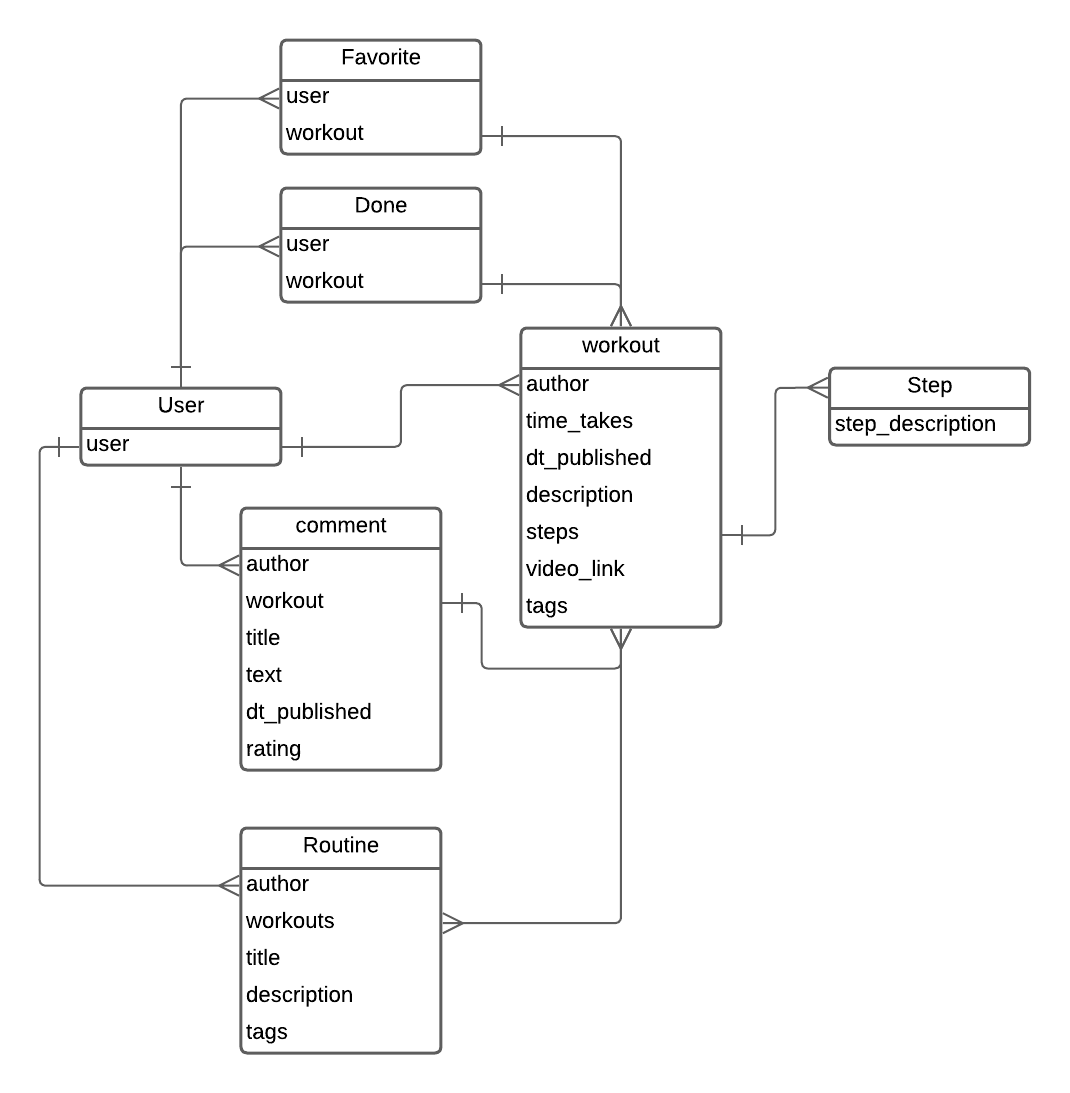 Favorite
user
workout
Done
user
workout
User
user
workout
author
time_takes
dt_published
description
steps
video_link
tags
Step
step_description
comment
author
workout
title
text
dt_published
rating
Routine
author
workouts
title
description
tags